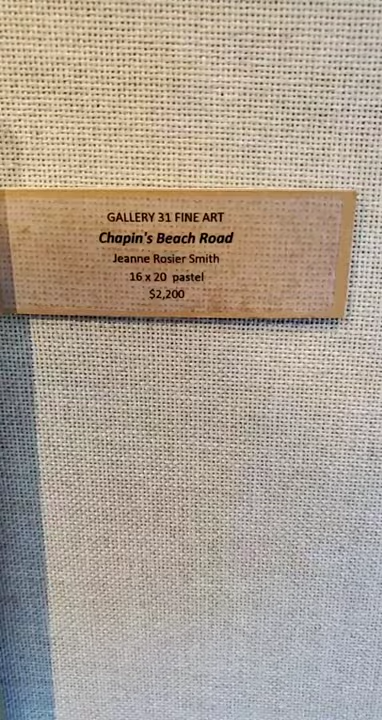 GALLERY 31 FINE ART
Chapin's Beach Road
Jeanne Rosier Smith
16 x 20 pastel
$2,200